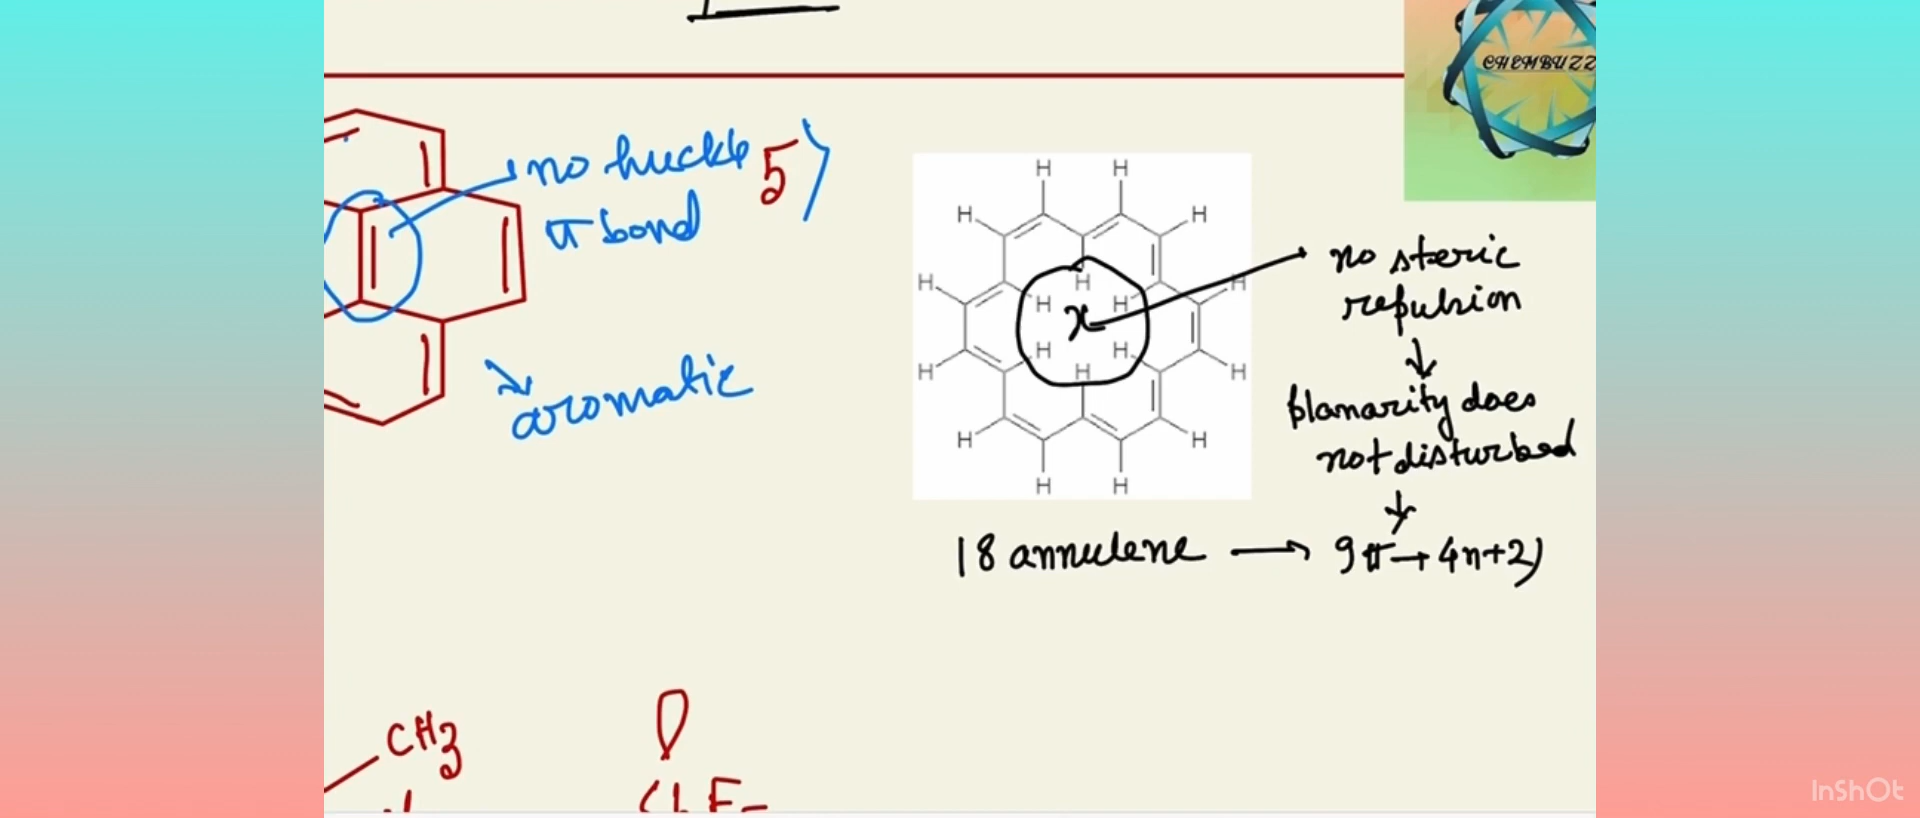 CHEMBUZZ
no huckle
π bond
aromatic
5)
H H
H H
H H
H
H H
H H
H
H H
H H
H H
x
no steric
repulsion
↓
planarity does
not disturbed
↓
18 annulene → 9π → 4n+2)
CH3
InShOt